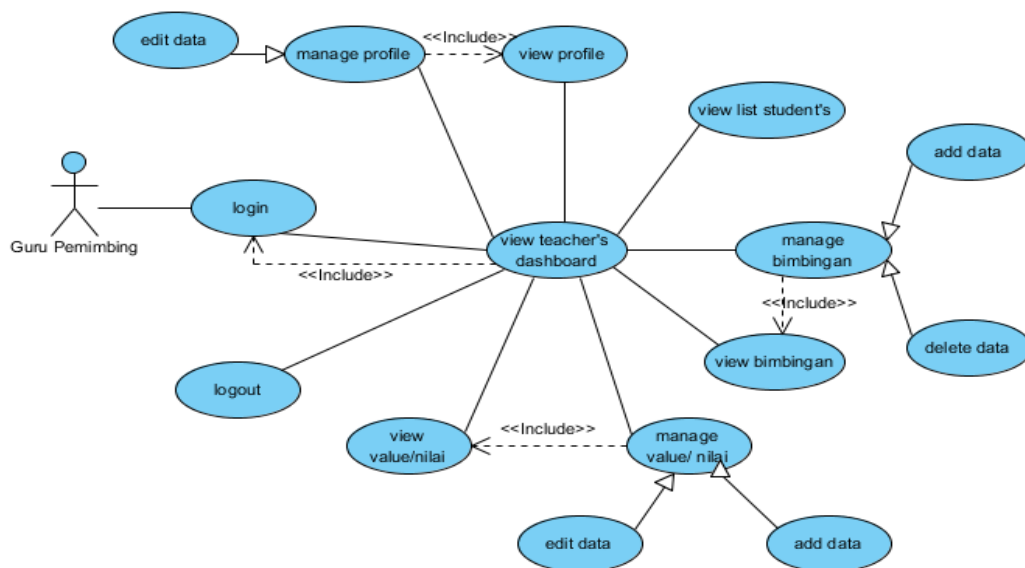 edit data
manage profile
<<Include>>
view profile
view list student's
add data
Guru Pemimbing
login
view teacher's
dashboard
<<Include>>
manage
bimbingan
<<Include>>
delete data
view bimbingan
logout
view
value/nilai
<<Include>>
manage
value/ nilai
edit data
add data